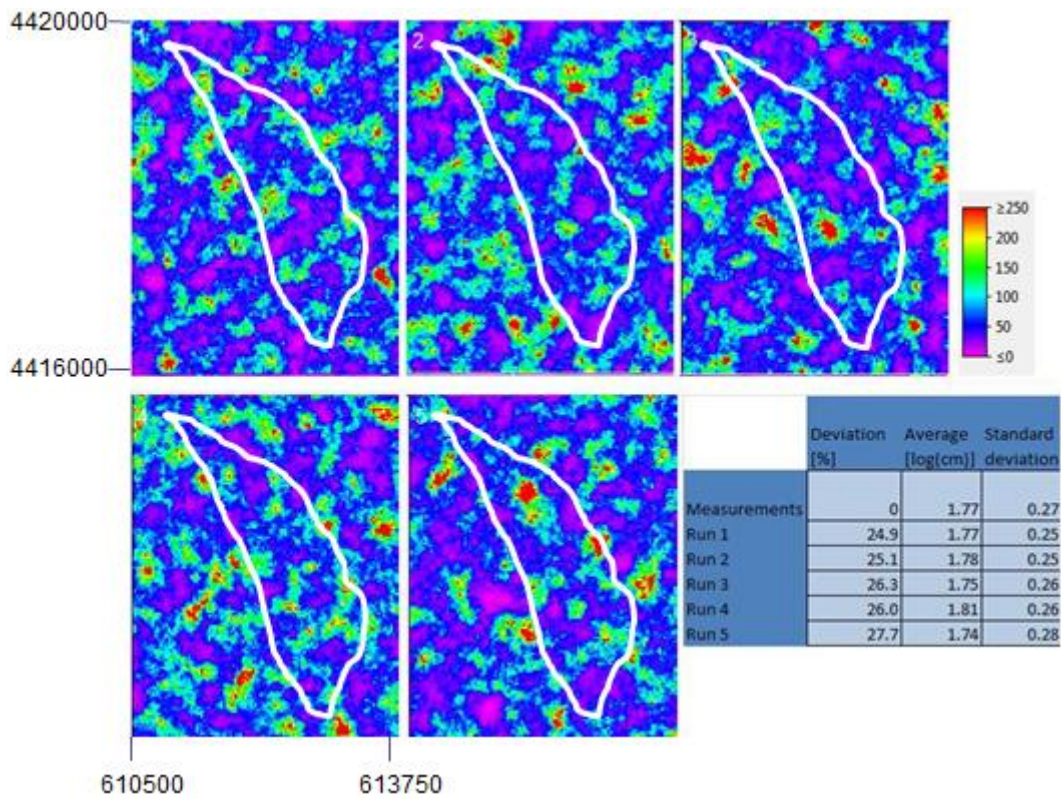 4420000
2
≥250
200
150
100
50
≤0
4416000
Deviation [%] Average [log(cm)] Standard deviation
Measurements 0 1.77 0.27
Run 1 24.9 1.77 0.25
Run 2 25.1 1.78 0.25
Run 3 26.3 1.75 0.26
Run 4 26.0 1.81 0.26
Run 5 27.7 1.74 0.28
610500 613750